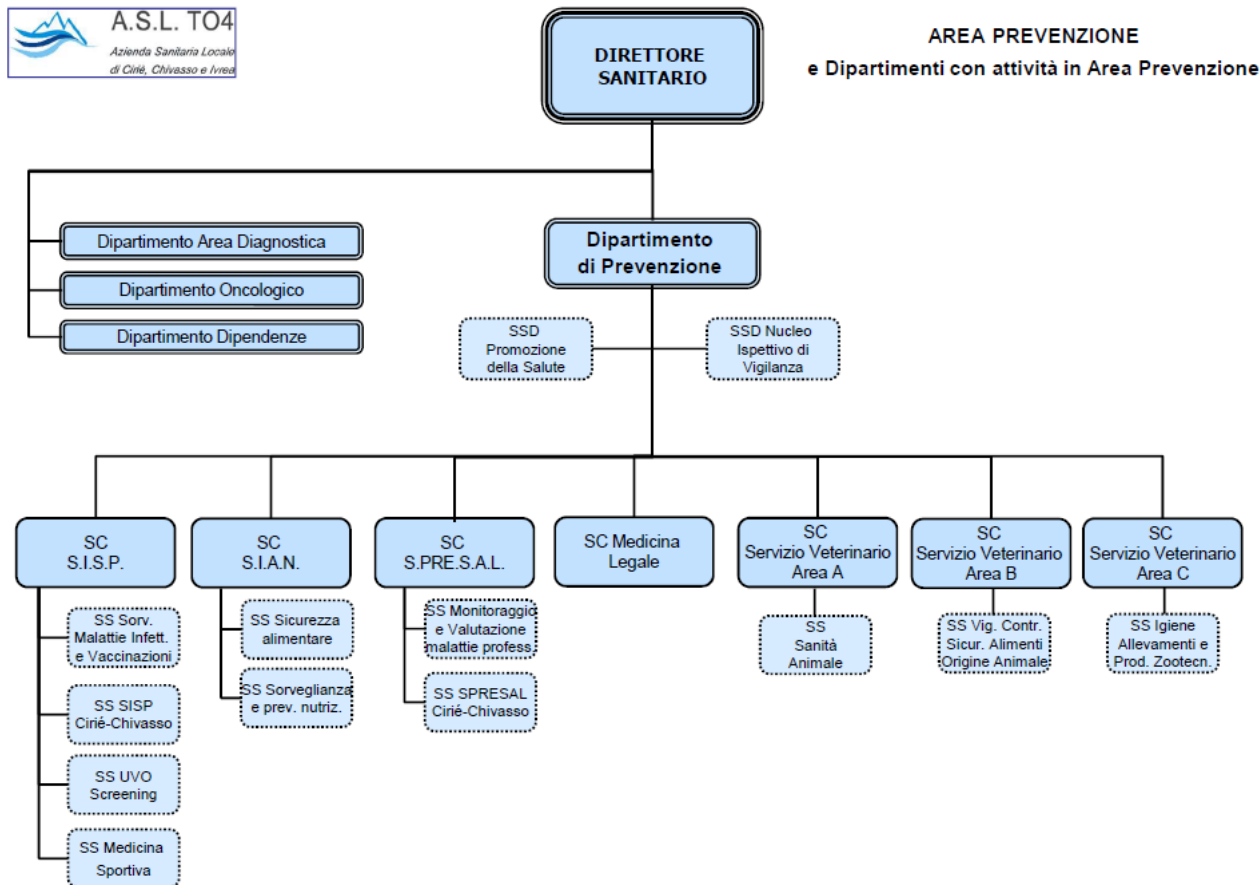 A.S.L. TO4
Azienda Sanitaria Locale
di Cirié, Chivasso e Ivrea
DIRETTORE
SANITARIO
AREA PREVENZIONE
e Dipartimenti con attività in Area Prevenzione
Dipartimento Area Diagnostica
Dipartimento Oncologico
Dipartimento Dipendenze
Dipartimento
di Prevenzione
SSD
Promozione
della Salute
SSD Nucleo
Ispettivo di
Vigilanza
SC
S.I.S.P.
SC
S.I.A.N.
SC
S.PRE.S.A.L.
SC Medicina
Legale
SC
Servizio Veterinario
Area A
SC
Servizio Veterinario
Area B
SC
Servizio Veterinario
Area C
SS Sorv.
Malattie Infett.
e Vaccinazioni
SS SISP
Cirié-Chivasso
SS UVO
Screening
SS Medicina
Sportiva
SS Sicurezza
alimentare
SS Sorveglianza
e prev. nutriz.
SS Monitoraggio
e Valutazione
malattie profess.
SS SPRESAL
Cirié-Chivasso
SS
Sanità
Animale
SS Vig. Contr.
Sicur. Alimenti
Origine Animale
SS Igiene
Allevamenti e
Prod. Zootecn.